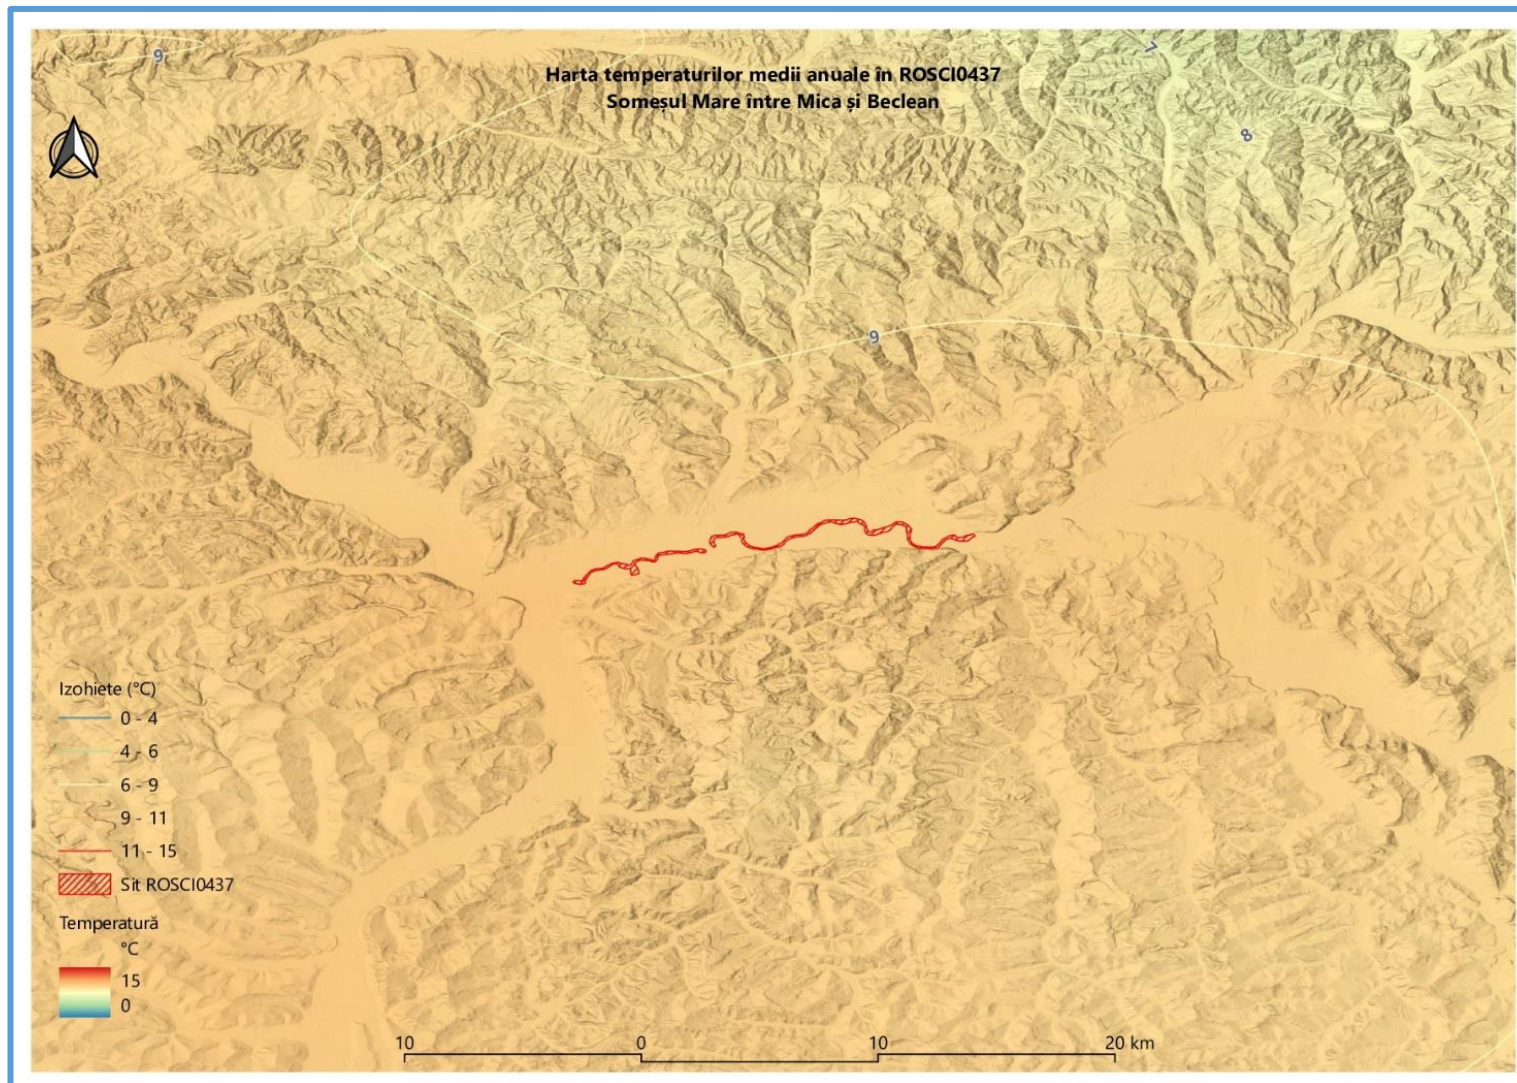 9
7
Harta temperaturilor medii anuale în ROSCI0437
Someșul Mare între Mica și Beclean
8
9
Izohiete (°C)
0 - 4
4 - 6
6 - 9
9 - 11
11 - 15
Sit ROSCI0437
Temperatură
°C
15
0
10 0 10 20 km